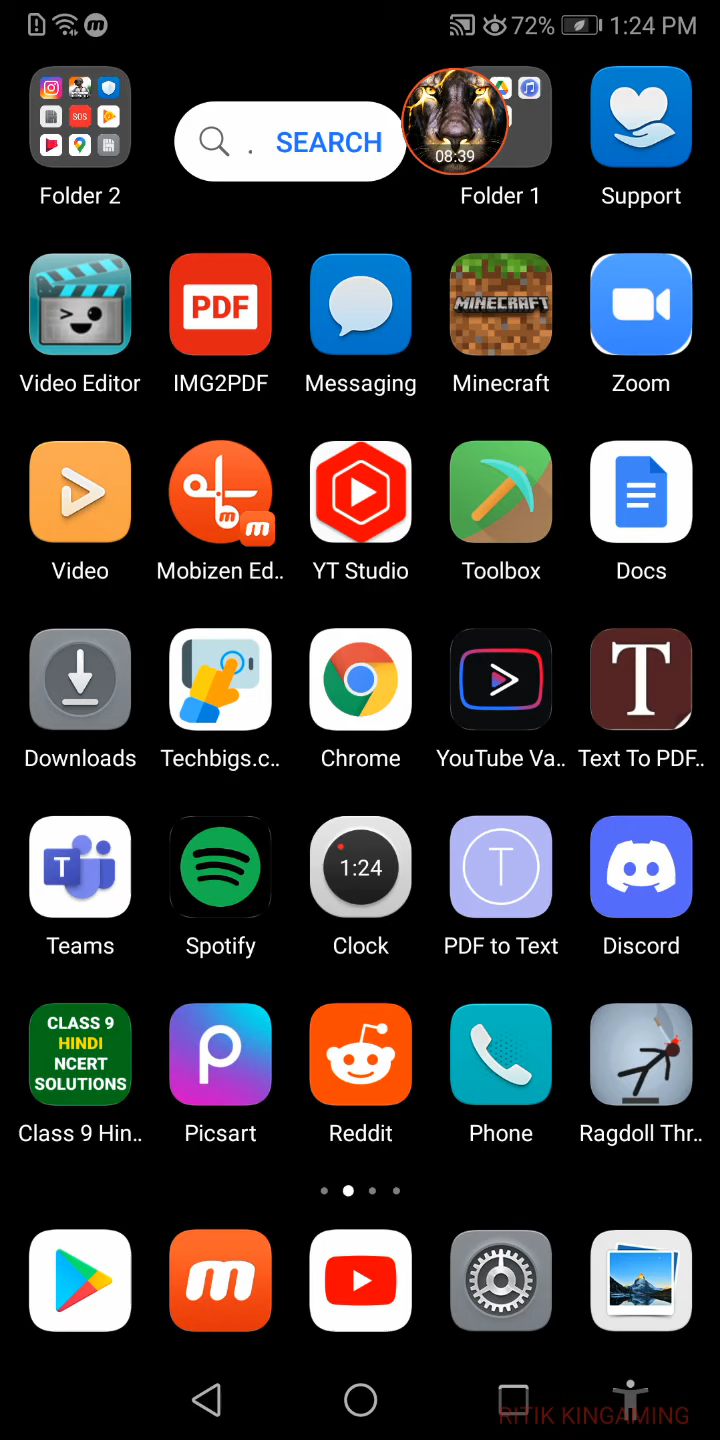 72% 1:24 PM
SOS
. SEARCH
08:39
Folder 2
Folder 1
Support
PDF
MINECRAFT
Video Editor
IMG2PDF
Messaging
Minecraft
Zoom
m
m
Video
Mobizen Ed..
YT Studio
Toolbox
Docs
T
Downloads
Techbigs.c..
Chrome
YouTube Va..
Text To PDF..
T
1:24
T
Teams
Spotify
Clock
PDF to Text
Discord
CLASS 9
HINDI
NCERT
SOLUTIONS
P
Class 9 Hin..
Picsart
Reddit
Phone
Ragdoll Thr..
m
RITIK KINGAMING